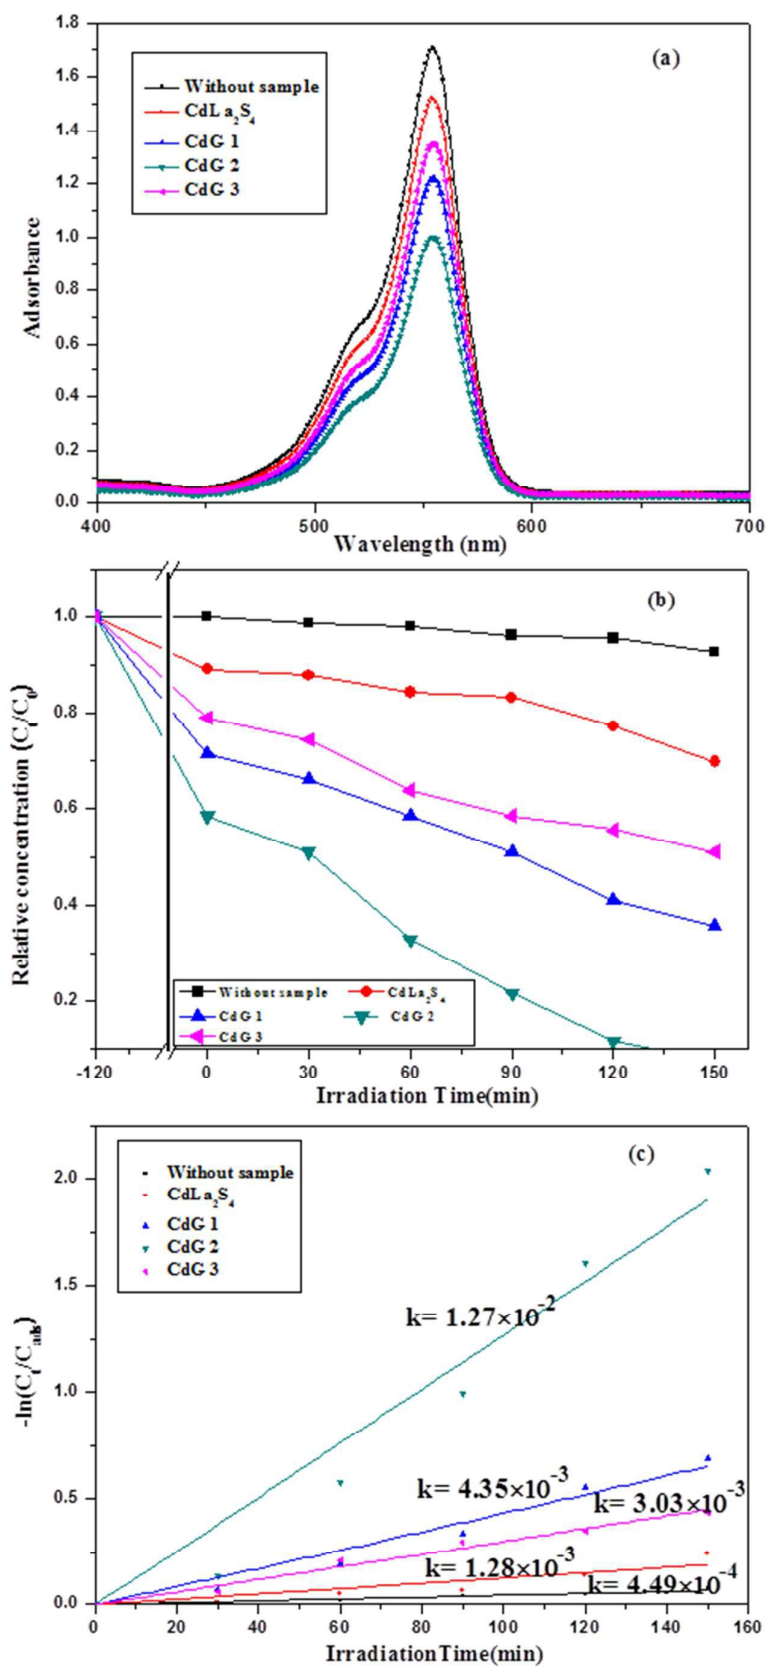 (a)
Without sample
CdLa₂S₄
CdG 1
CdG 2
CdG 3
Adsorbance
1.8
1.6
1.4
1.2
1.0
0.8
0.6
0.4
0.2
0.0
400 500 600 700
Wavelength (nm)
(b)
Relative concentration (Cₜ/C₀)
1.0
0.8
0.6
0.4
0.2
Without sample CdLa₂S₄
CdG 1 CdG 2
CdG 3
-120 0 30 60 90 120 150
Irradiation Time(min)
(c)
Without sample
CdLa₂S₄
CdG 1
CdG 2
CdG 3
-ln(Cₜ/C_ads)
2.0
1.5
1.0
0.5
0.0
k= 1.27×10⁻²
k= 4.35×10⁻³
k= 3.03×10⁻³
k= 1.28×10⁻³
k= 4.49×10⁻⁴
0 20 40 60 80 100 120 140 160
Irradiation Time(min)